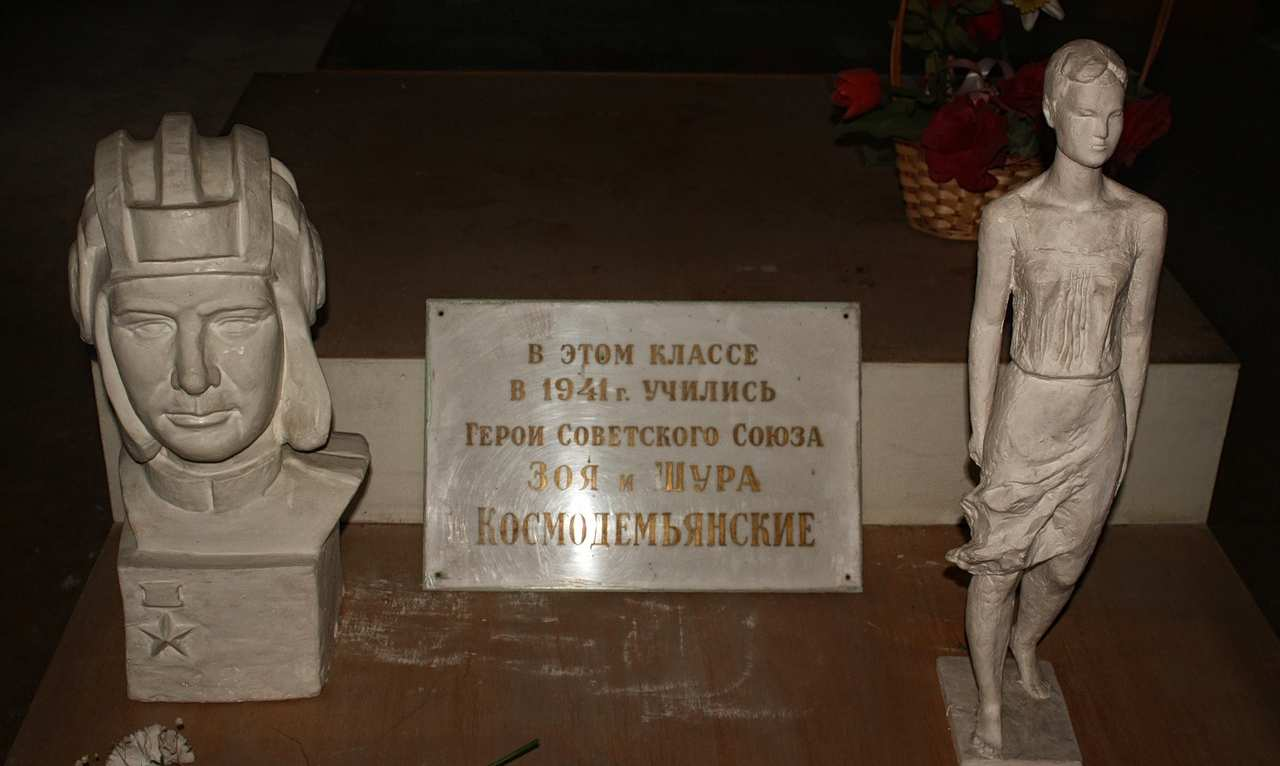 В ЭТОМ КЛАССЕ
В 1941 г. УЧИЛИСЬ
ГЕРОИ СОВЕТСКОГО СОЮЗА
ЗОЯ И ШУРА
КОСМОДЕМЬЯНСКИЕ